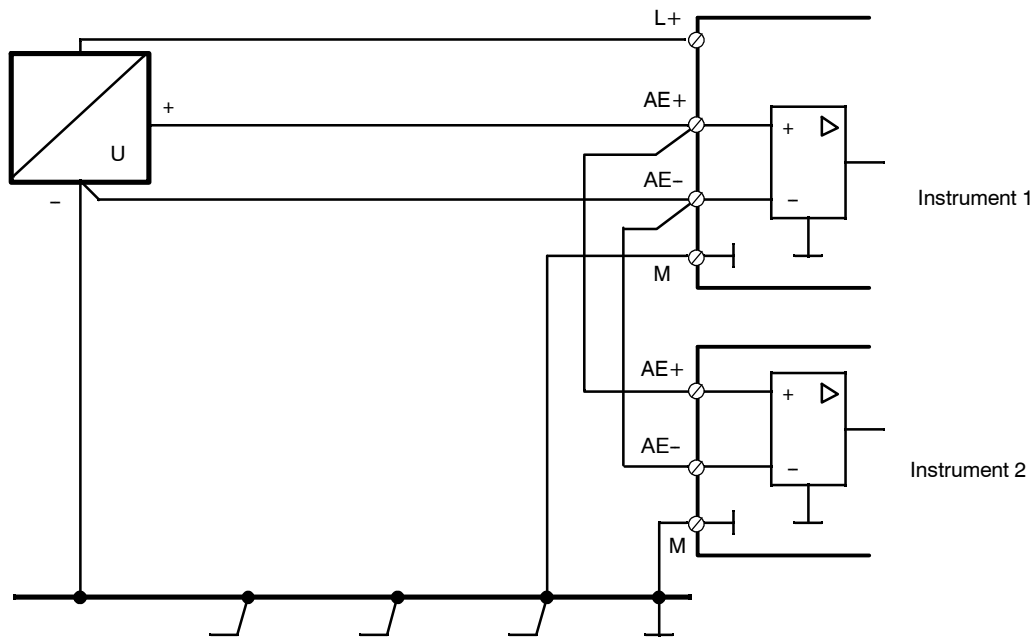 L+
+
AE+
+
U
AE−
−
−
Instrument 1
M
AE+
+
AE−
−
Instrument 2
M